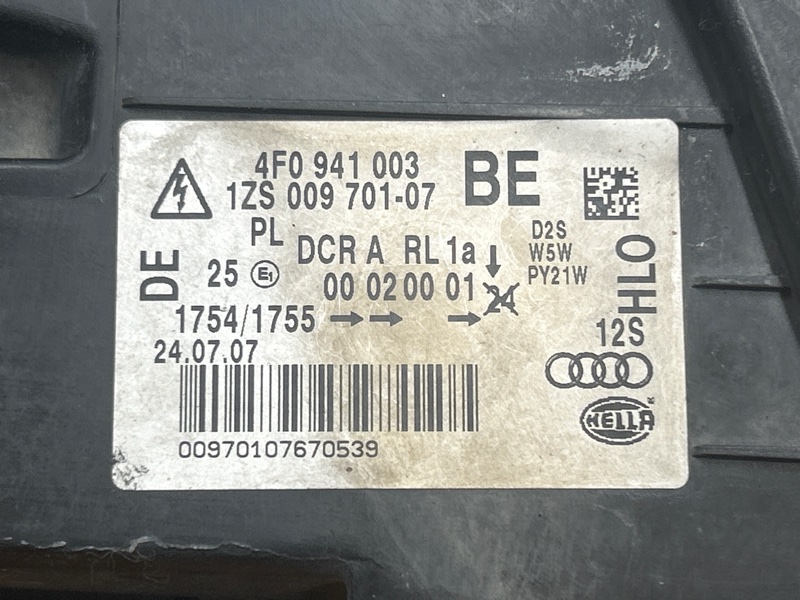 4F0 941 003 BE
1ZS 009 701-07
PL DCR A RL 1a ↓ D2S
W5W
PY21W
DE
25 E1 00 02 00 01 24
HLO
1754/1755 → → → 12S
24.07.07
HELLA
00970107670539